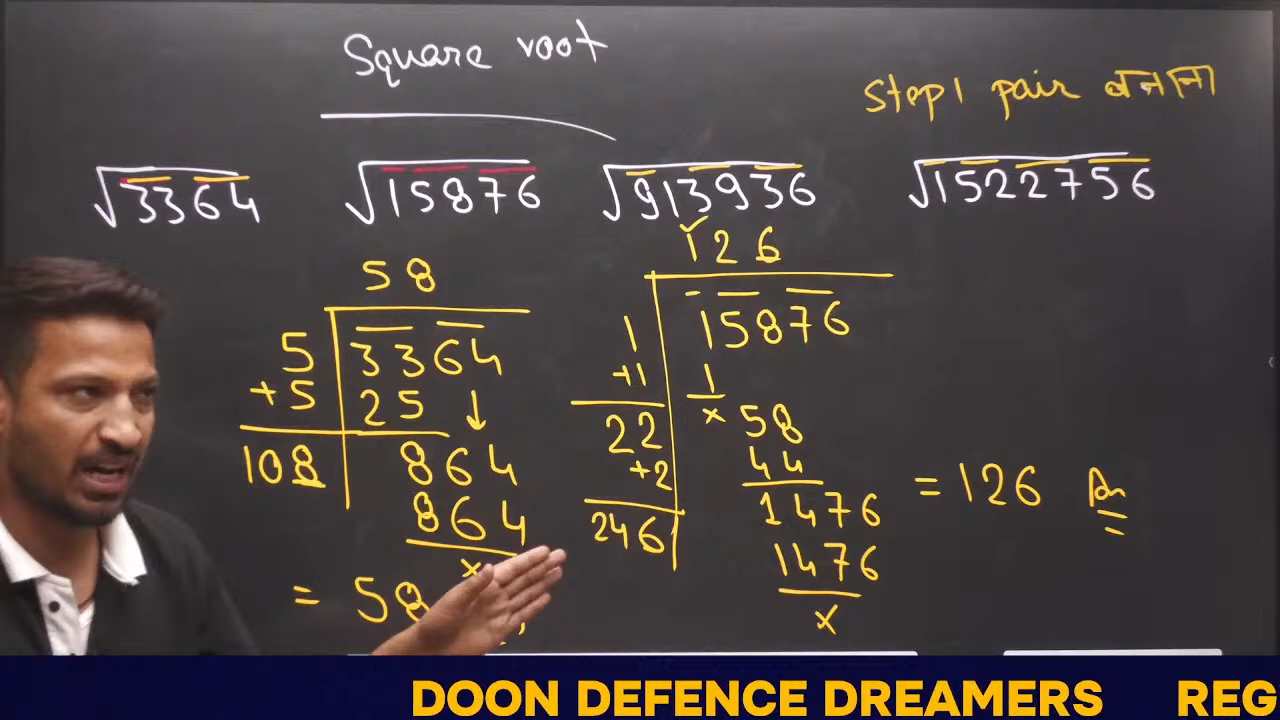 Square root
Step1 pair बनाना
√3364 √15876 √913936 √1522756
58
5 3364
+5 25 ↓
108 864
864
x
= 58
126
1 15876
+1 1
x 58
22 44
+2 1476
246 1476
x
= 126 Ans
DOON DEFENCE DREAMERS REG